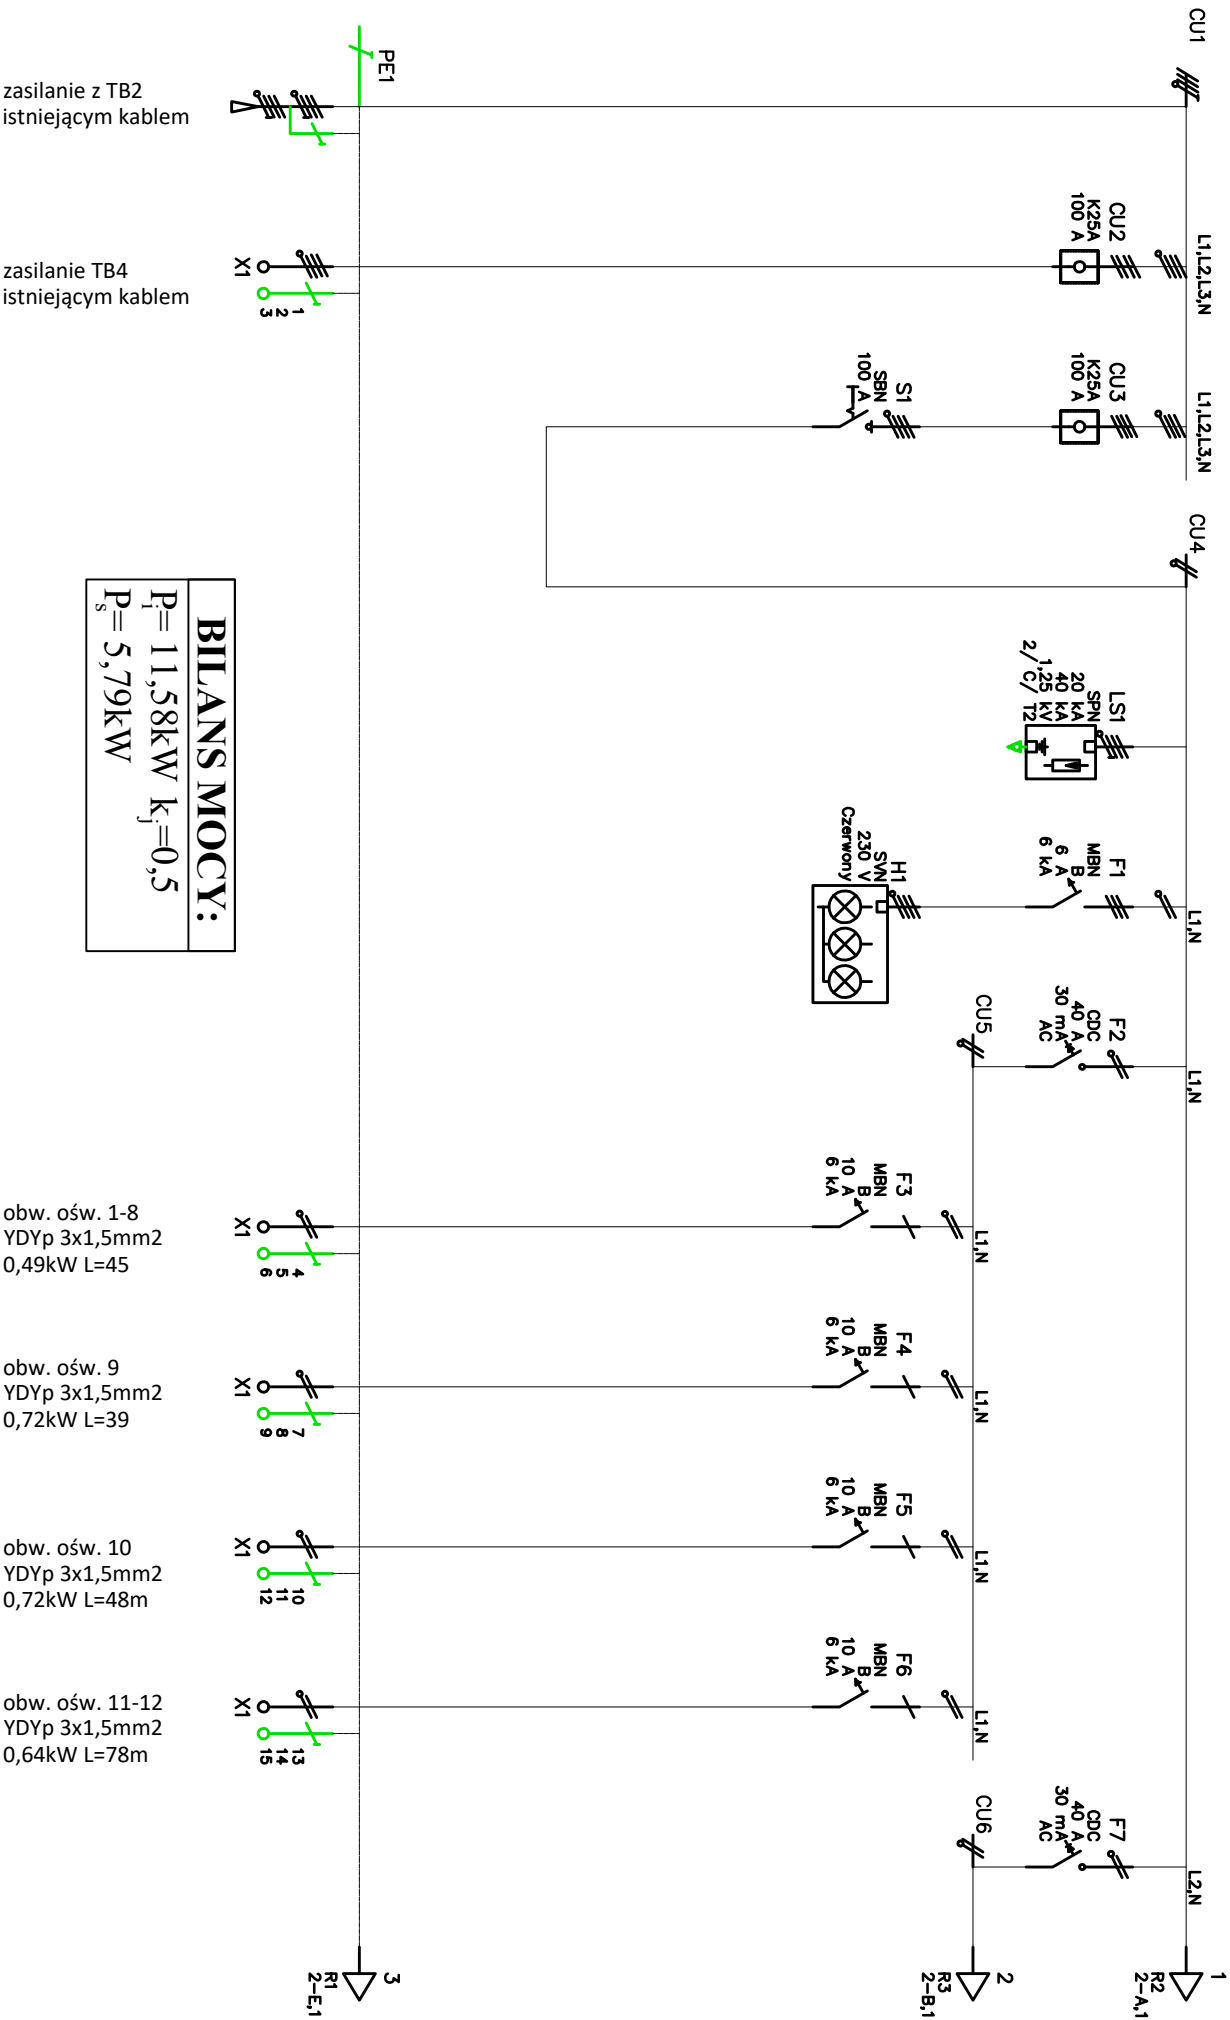 CU1
L1,L2,L3,N
L1,L2,L3,N
CU4
CU2
K25A
100 A
CU3
K25A
100 A
S1
SBN
100 A
LS1
SPN
20 kA
40 kA
1,25 kV
2/ C/ T2
F1
MBN
B
6 A
6 kA
L1,N
H1
SVN
230 V
Czerwony
F2
CDC
40 A
30 mA
AC
L1,N
CU5
F3
MBN
B
10 A
6 kA
L1,N
F4
MBN
B
10 A
6 kA
L1,N
F5
MBN
B
10 A
6 kA
L1,N
F6
MBN
B
10 A
6 kA
L1,N
F7
CDC
40 A
30 mA
AC
L2,N
CU6
1
R2
2-A,1
2
R3
2-B,1
3
R1
2-E,1
PE1
BILANS MOCY:
Pi= 11,58kW kj=0,5
Ps= 5,79kW
zasilanie z TB2
istniejącym kablem
X1
1
2
3
zasilanie TB4
istniejącym kablem
X1
4
5
6
obw. ośw. 1-8
YDYp 3x1,5mm2
0,49kW L=45
X1
7
8
9
obw. ośw. 9
YDYp 3x1,5mm2
0,72kW L=39
X1
10
11
12
obw. ośw. 10
YDYp 3x1,5mm2
0,72kW L=48m
X1
13
14
15
obw. ośw. 11-12
YDYp 3x1,5mm2
0,64kW L=78m